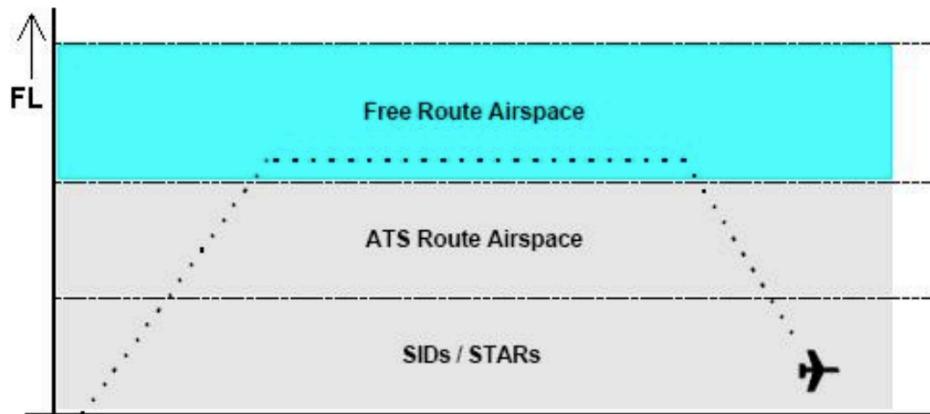 FL
Free Route Airspace
ATS Route Airspace
SIDs / STARs